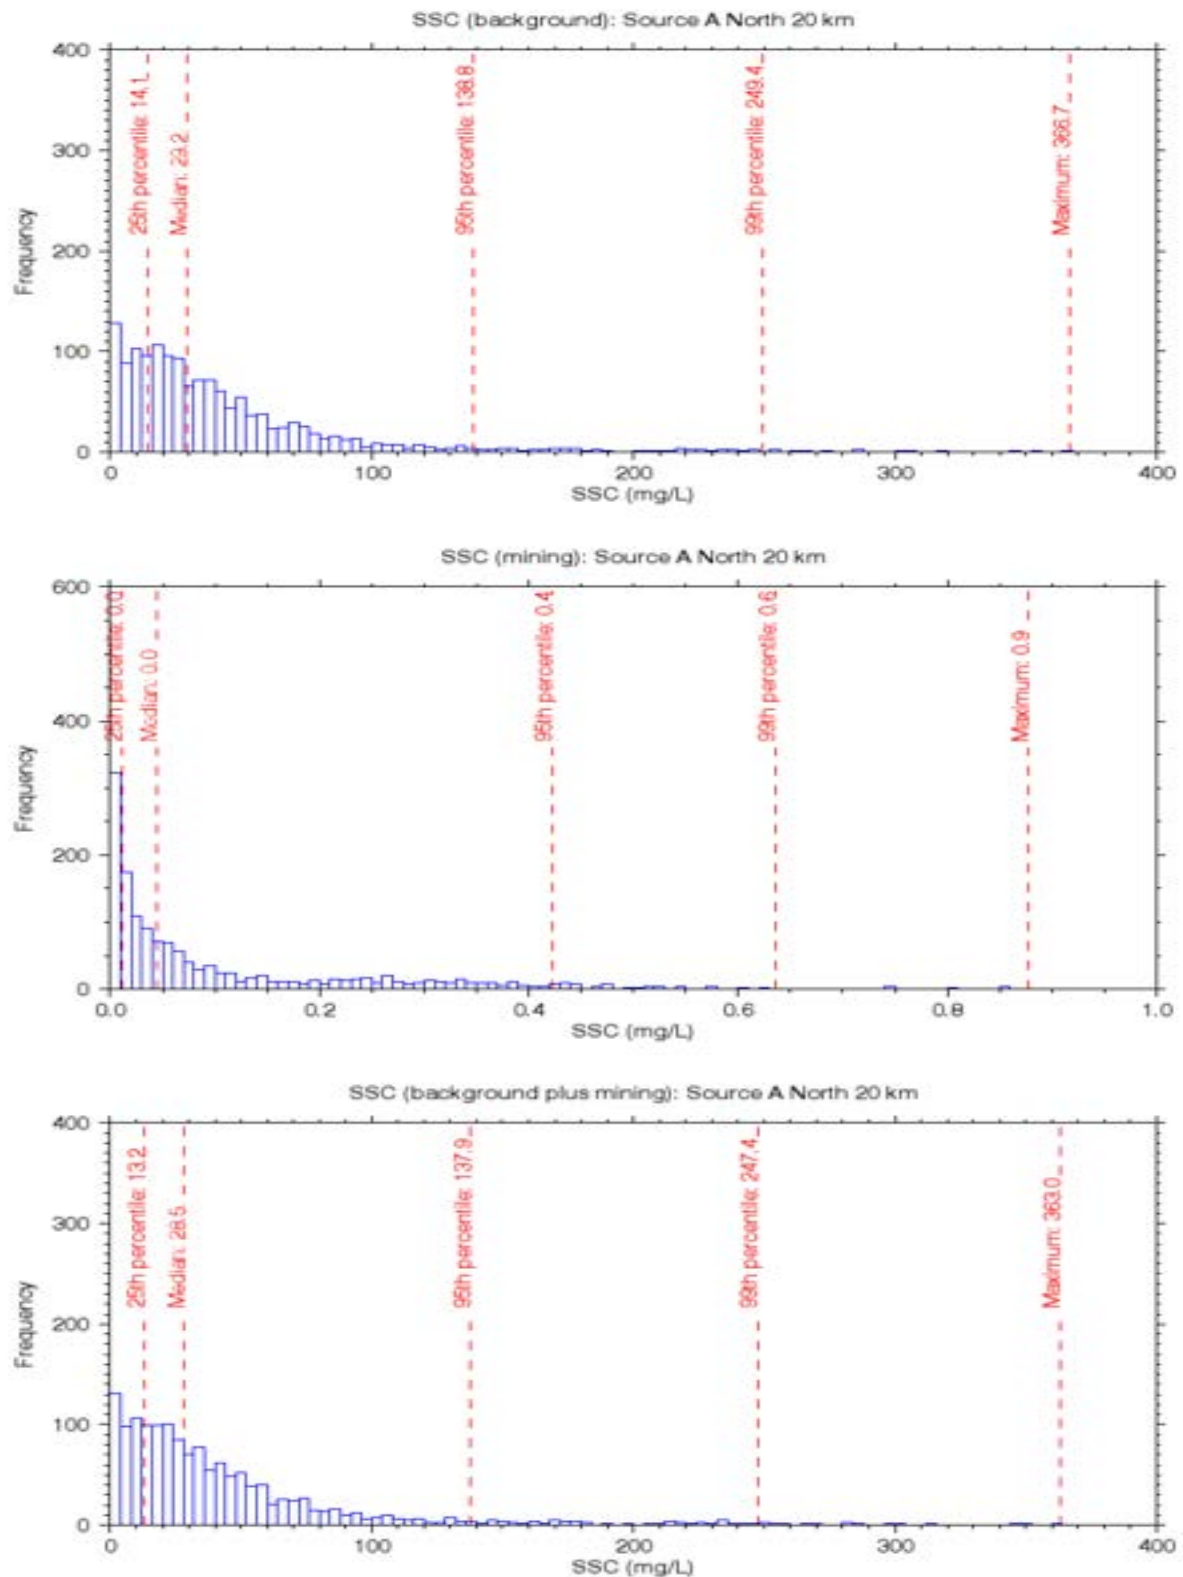 SSC (background): Source A North 20 km
400
300
200
100
0
Frequency
25th percentile: 14.1
Median: 29.2
95th percentile: 138.8
99th percentile: 249.4
Maximum: 366.7
0 100 200 300 400
SSC (mg/L)
SSC (mining): Source A North 20 km
600
400
200
0
Frequency
25th percentile: 0.0
Median: 0.0
95th percentile: 0.4
99th percentile: 0.6
Maximum: 0.9
0.0 0.2 0.4 0.6 0.8 1.0
SSC (mg/L)
SSC (background plus mining): Source A North 20 km
400
300
200
100
0
Frequency
25th percentile: 13.2
Median: 28.5
95th percentile: 137.9
99th percentile: 247.4
Maximum: 363.0
0 100 200 300 400
SSC (mg/L)